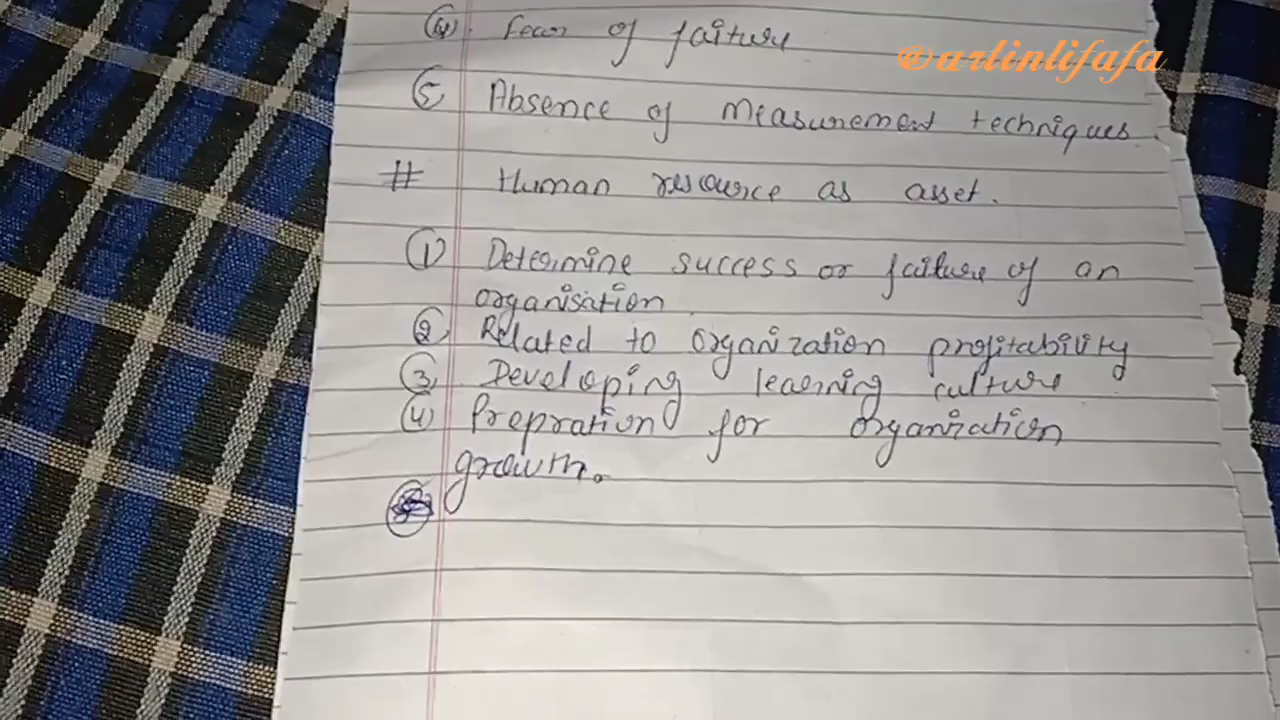 (4). Fear of failure
@artinlifafa
(5) Absence of measurement techniques.
# Human resource as asset.
(1) Determine success or failure of an
organisation
(2) Related to organization profitability
(3) Developing learning culture
(4) Prepration for organization
growth.